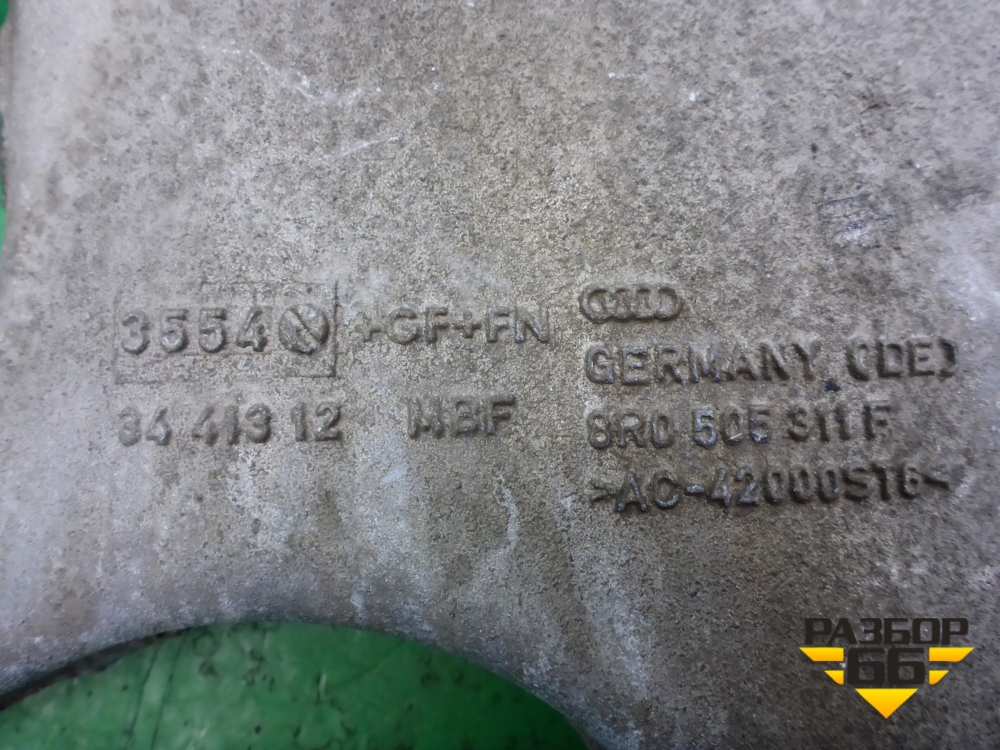 3554 +GF+FN
34 413 12 MBF
GERMANY (DE)
8R0 505 311 F
>AC-42000ST6<
РАЗБОР
66